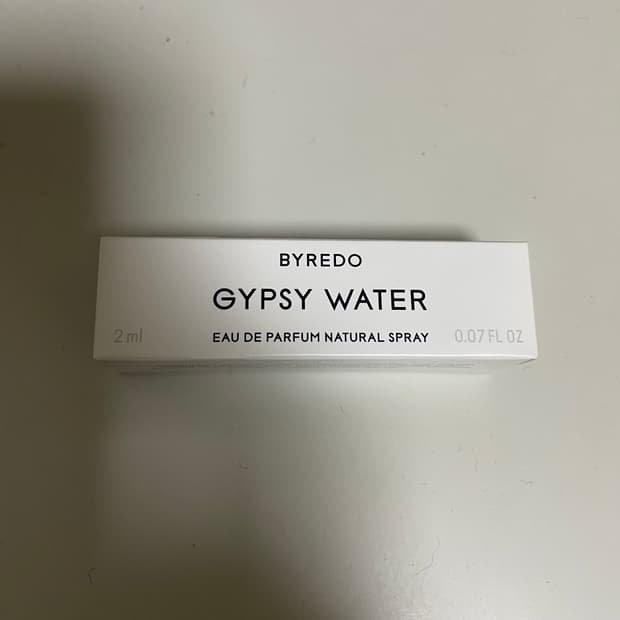 BYREDO
GYPSY WATER
2 ml EAU DE PARFUM NATURAL SPRAY 0.07 FL OZ